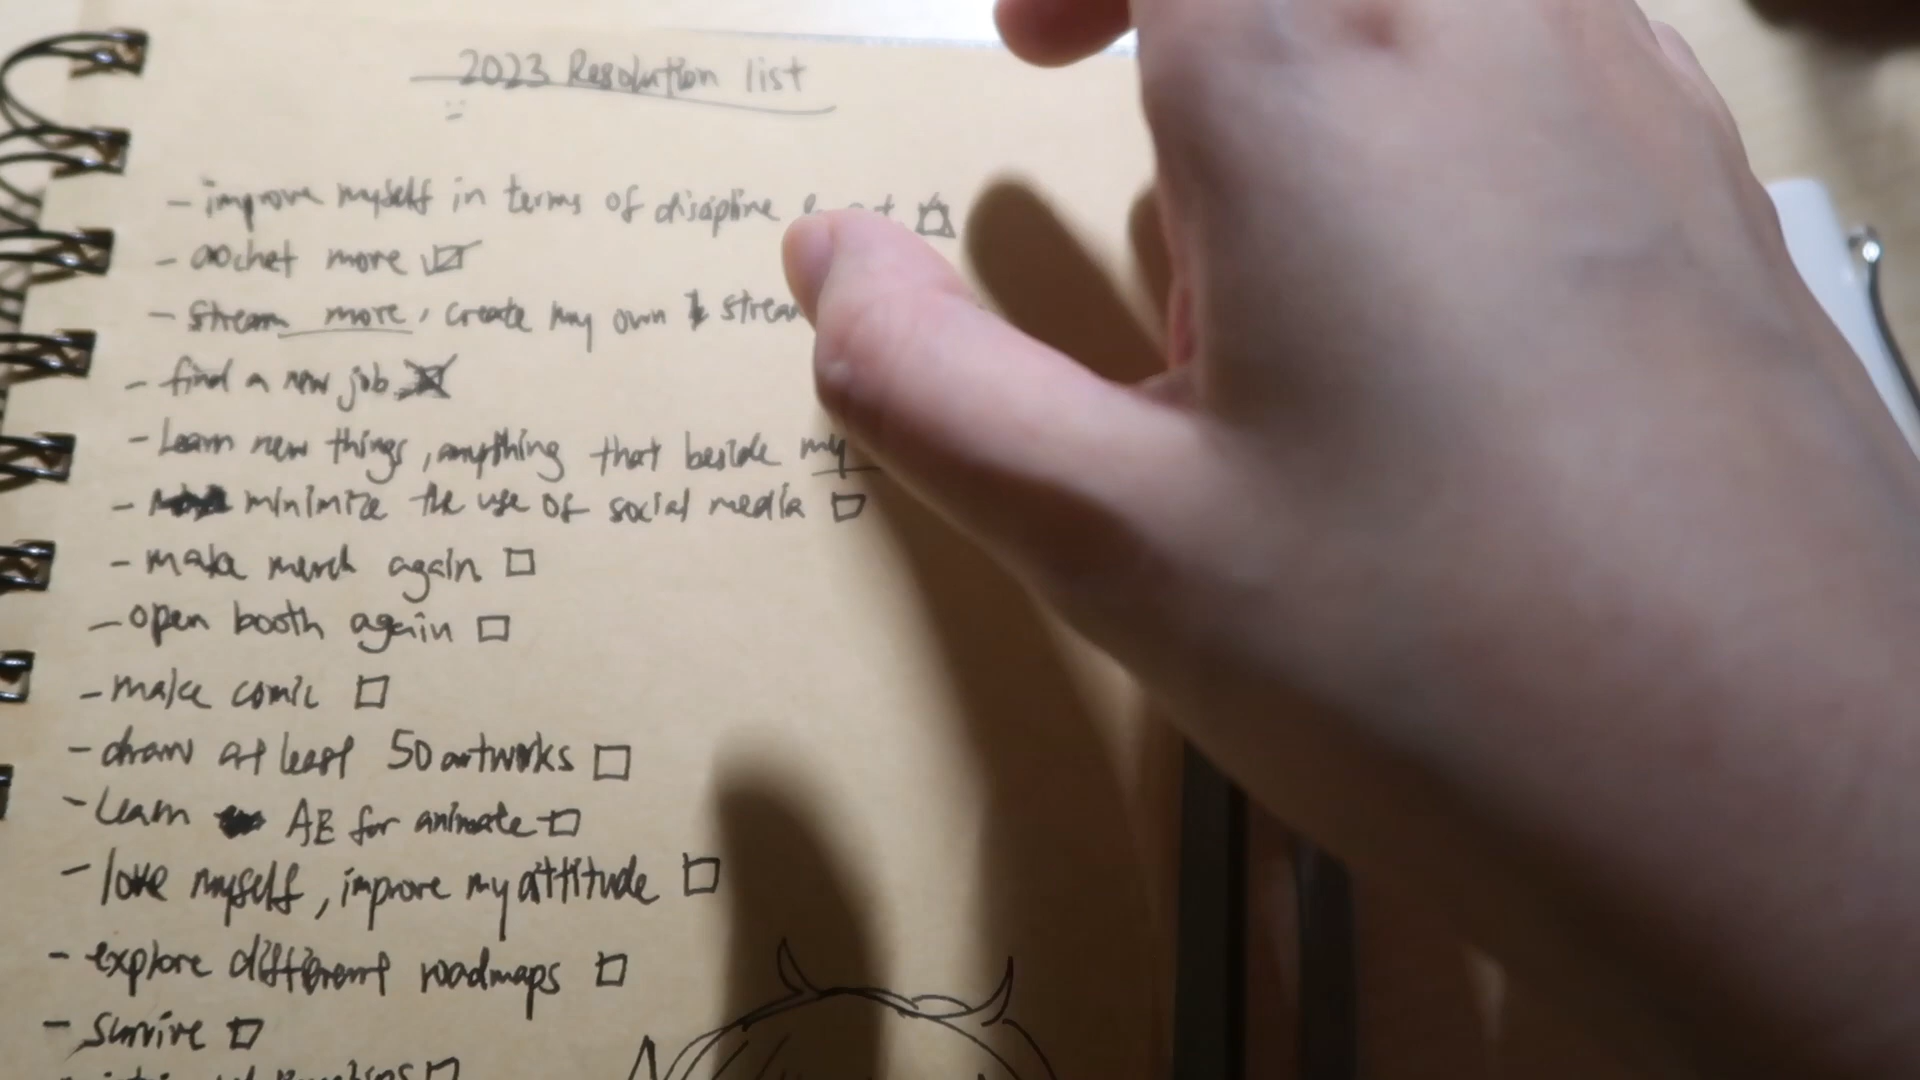 2023 Resolution list
- improve myself in terms of discipline
- crochet more
- stream more, create my own
- find a new job
- Learn new things, anything that beside my
- minimize the use of social media
- make merch again
- open booth again
- make comic
- draw at least 50 artworks
- learn AE for animate
- love myself, improve my attitude
- explore different roadmaps
- survive